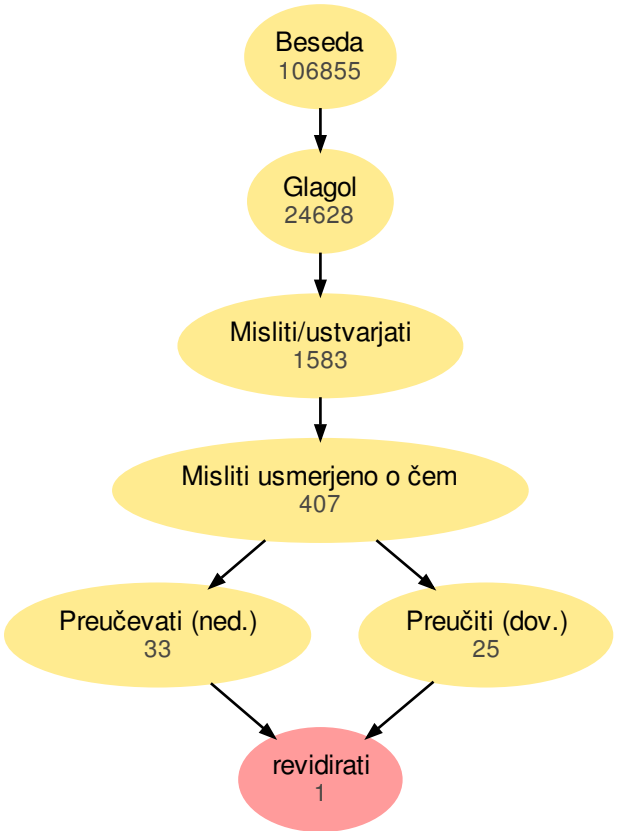 Beseda
106855
Glagol
24628
Misliti/ustvarjati
1583
Misliti usmerjeno o čem
407
Preučevati (ned.)
33
Preučiti (dov.)
25
revidirati
1